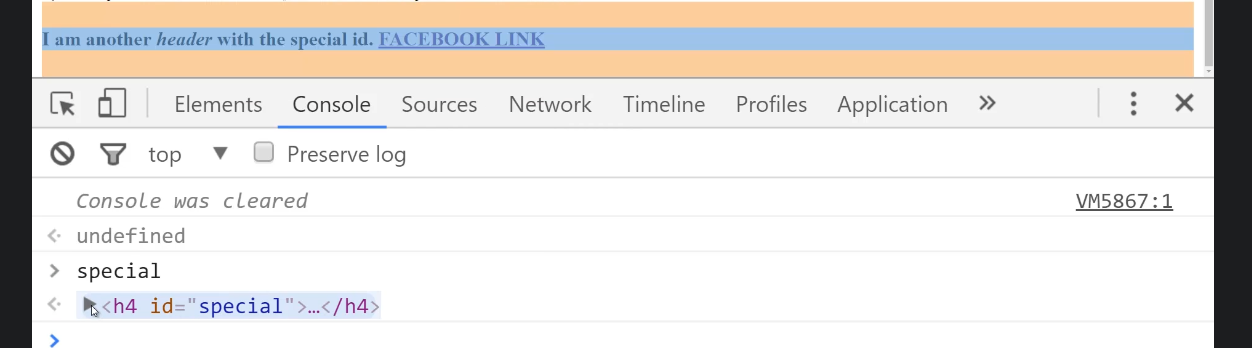 I am another header with the special id. FACEBOOK LINK
Elements Console Sources Network Timeline Profiles Application »
top ▼ Preserve log
Console was cleared VM5867:1
undefined
> special
<h4 id="special">…</h4>
>